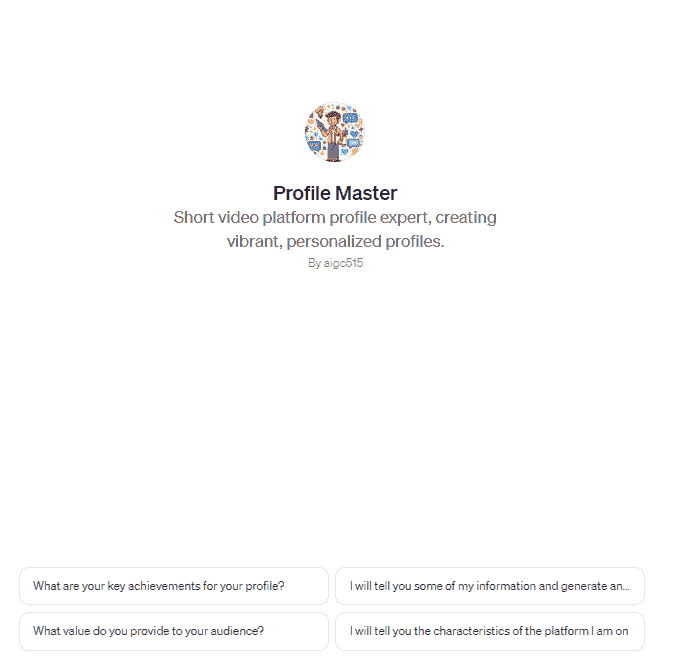 Profile Master
Short video platform profile expert, creating
vibrant, personalized profiles.
By aigc515
What are your key achievements for your profile?
I will tell you some of my information and generate an...
What value do you provide to your audience?
I will tell you the characteristics of the platform I am on